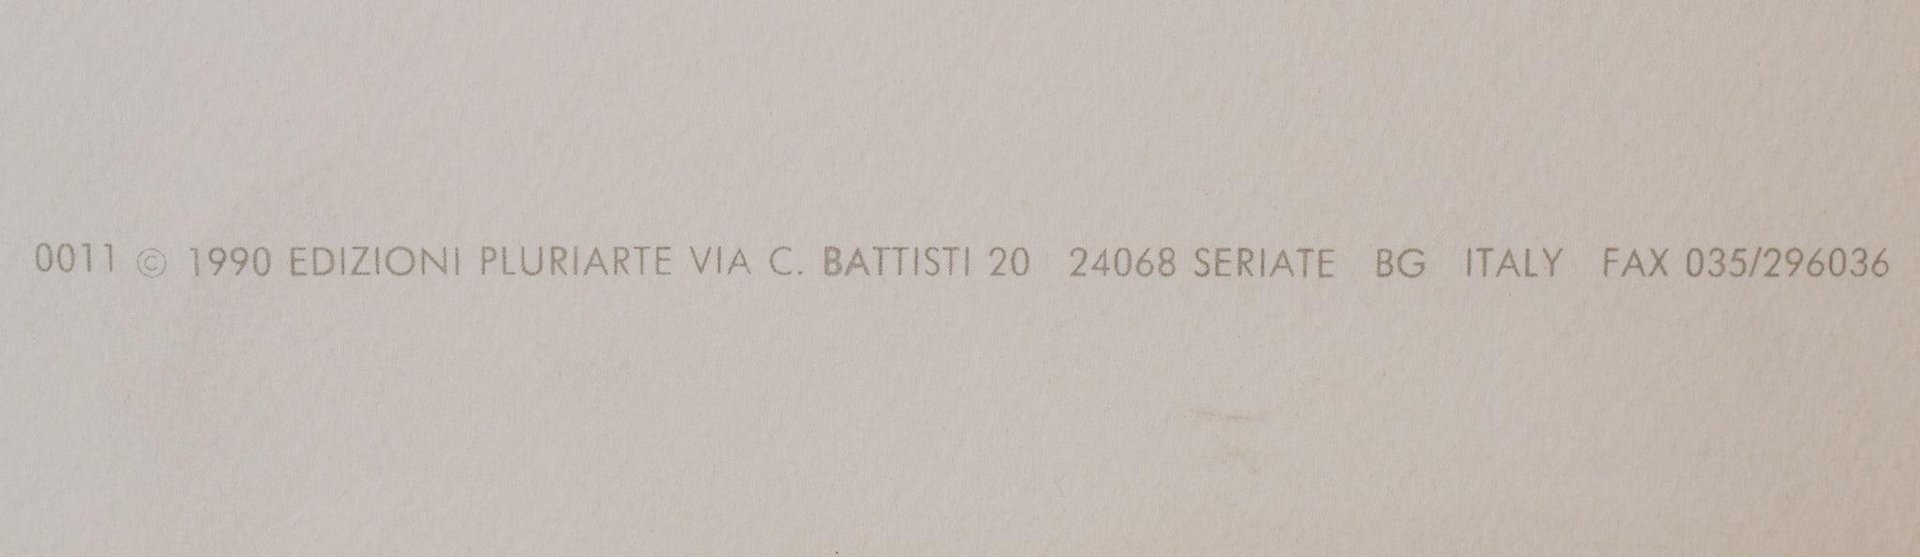 0011 © 1990 EDIZIONI PLURIARTE VIA C. BATTISTI 20 24068 SERIATE BG ITALY FAX 035/296036